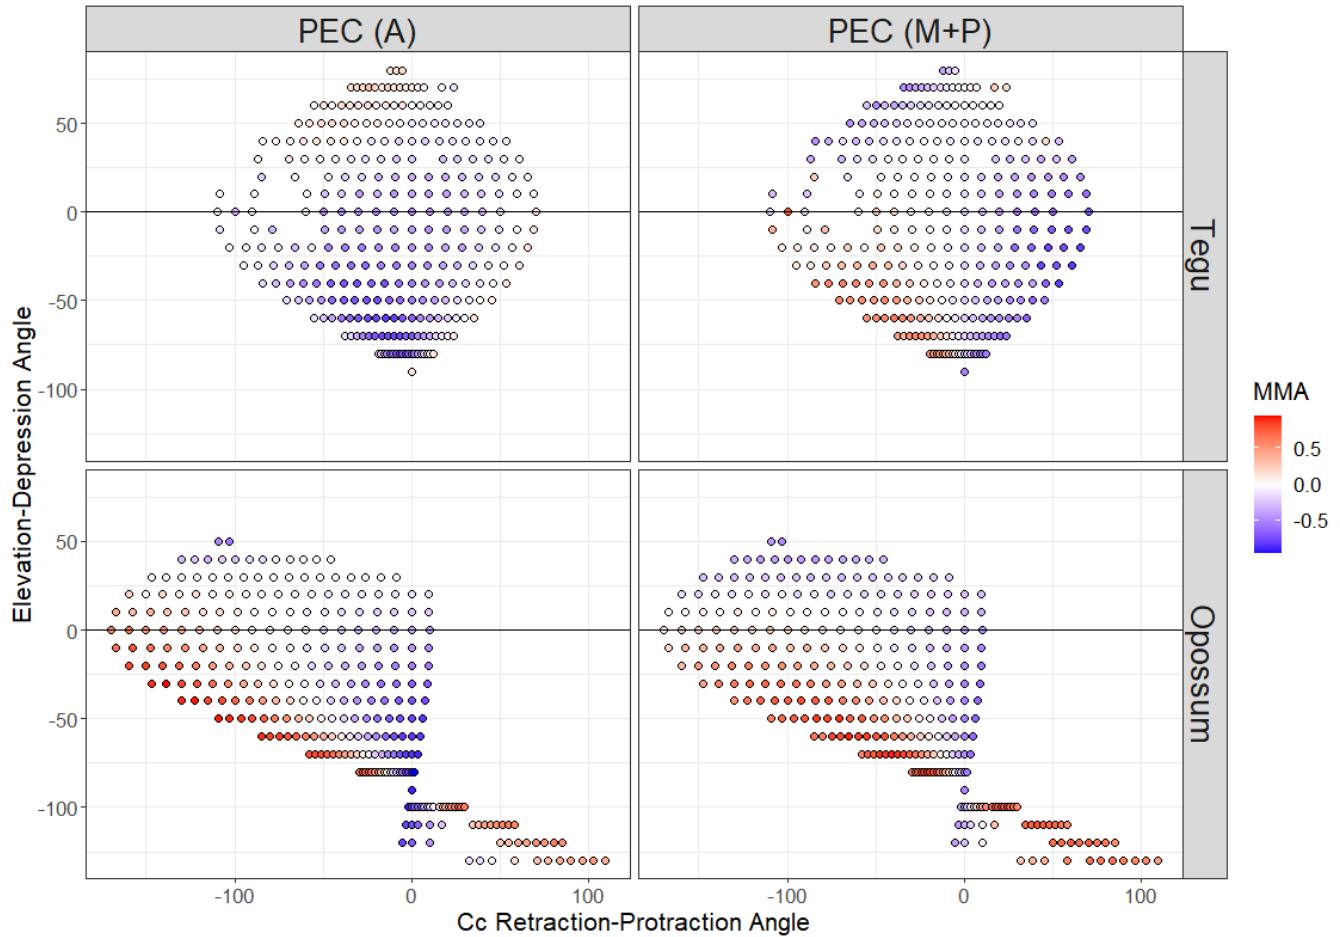 PEC (A)
PEC (M+P)
50
0
-50
-100
Tegu
50
0
-50
-100
Opossum
Elevation-Depression Angle
-100
0
100
-100
0
100
Cc Retraction-Protraction Angle
MMA
0.5
0.0
-0.5